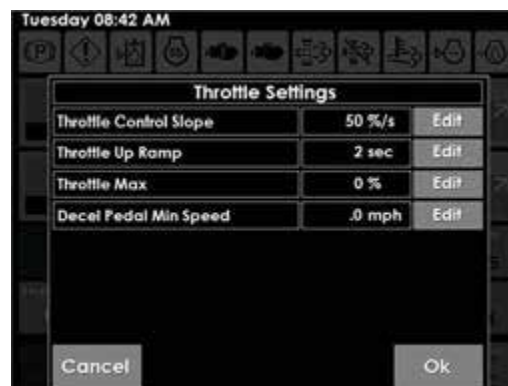 Tuesday 08:42 AM
Throttle Settings
Throttle Control Slope 50 %/s Edit
Throttle Up Ramp 2 sec Edit
Throttle Max 0 % Edit
Decel Pedal Min Speed .0 mph Edit
Cancel Ok